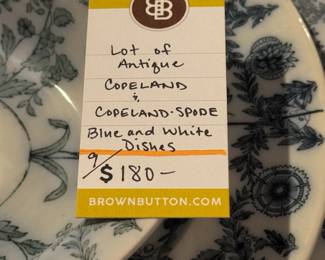 BB
Lot of
Antique
COPELAND
&
COPELAND-SPODE
Blue and White
Dishes
9/
$180-
BROWNBUTTON.COM